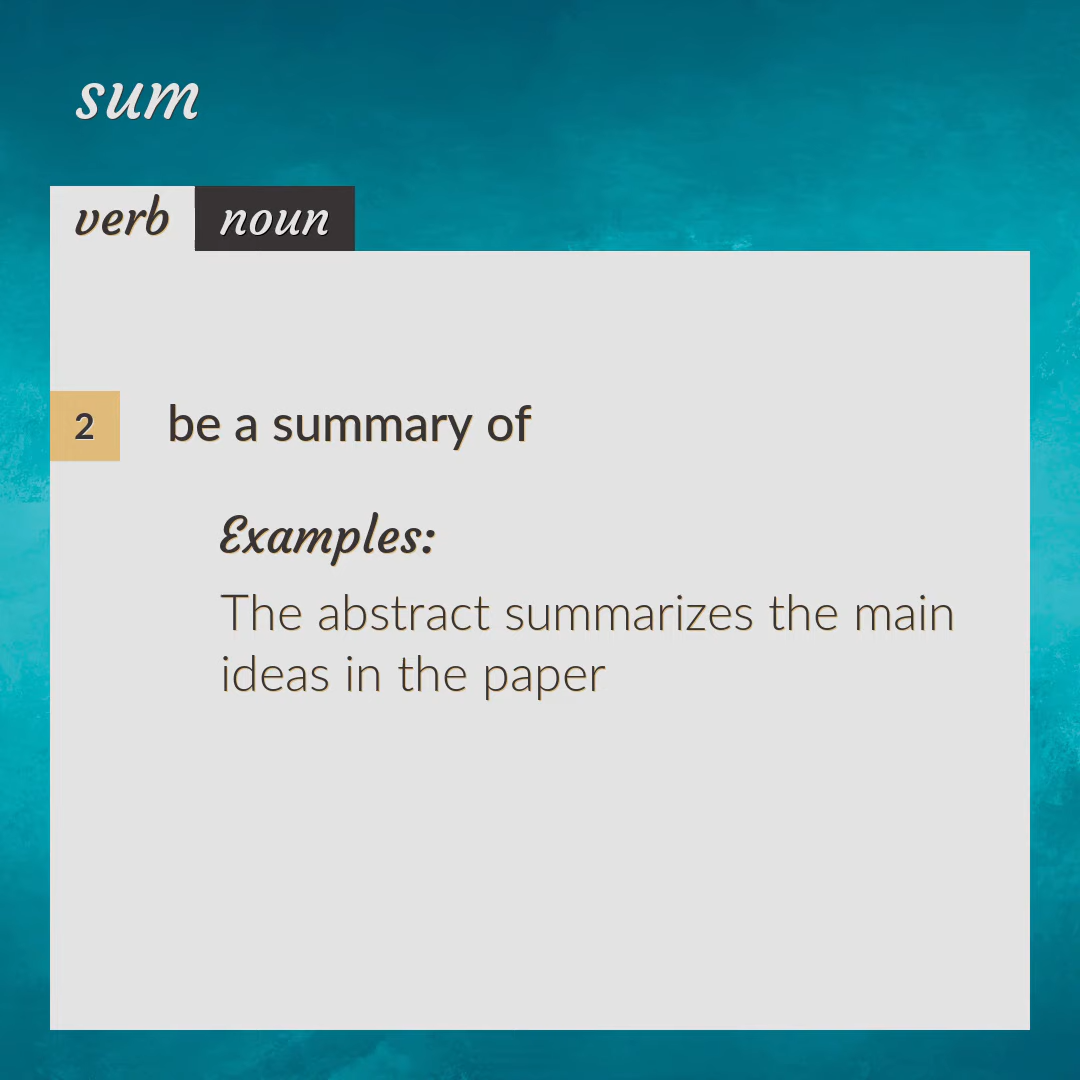 sum
verb noun
2 be a summary of
Examples:
The abstract summarizes the main
ideas in the paper